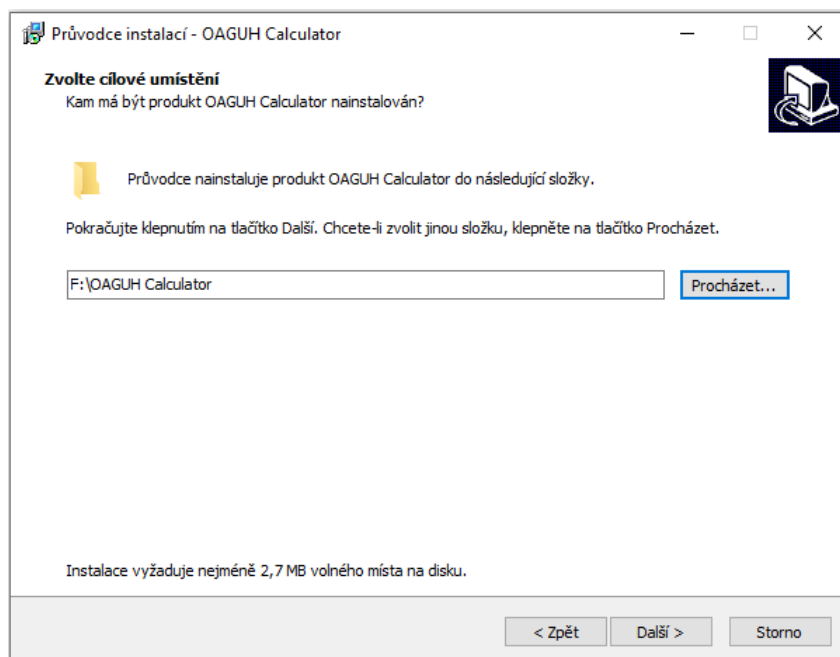 Průvodce instalací - OAGUH Calculator
Zvolte cílové umístění
Kam má být produkt OAGUH Calculator nainstalován?
Průvodce nainstaluje produkt OAGUH Calculator do následující složky.
Pokračujte klepnutím na tlačítko Další. Chcete-li zvolit jinou složku, klepněte na tlačítko Procházet.
F:\OAGUH Calculator
Procházet...
Instalace vyžaduje nejméně 2,7 MB volného místa na disku.
< Zpět
Další >
Storno